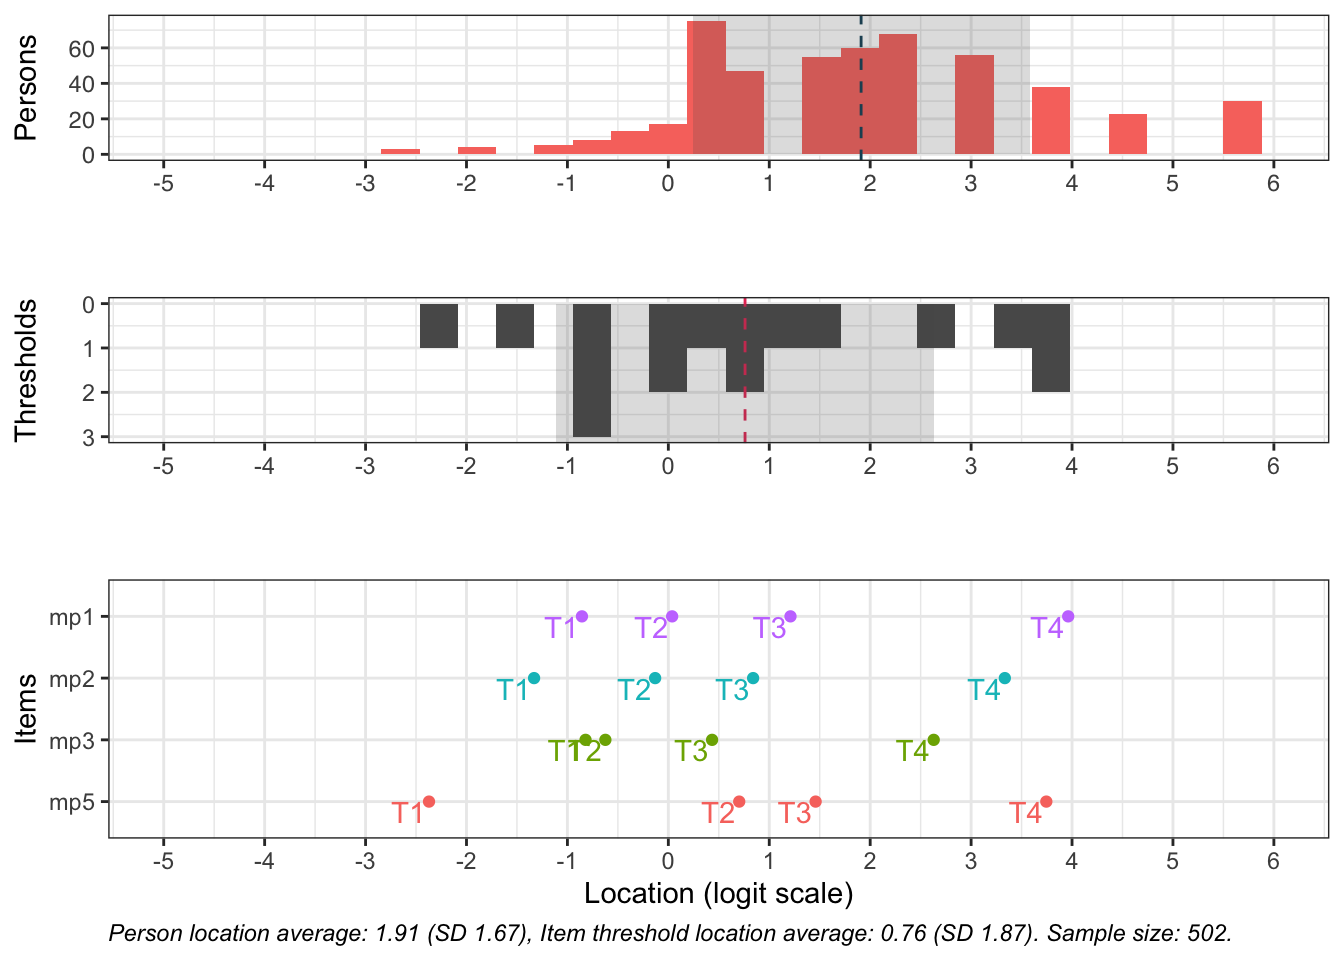 Persons
60
40
20
0
-5 -4 -3 -2 -1 0 1 2 3 4 5 6
Thresholds
0
1
2
3
-5 -4 -3 -2 -1 0 1 2 3 4 5 6
Items
mp1 T1 T2 T3 T4
mp2 T1 T2 T3 T4
mp3 T1 T2 T3 T4
mp5 T1 T2 T3 T4
-5 -4 -3 -2 -1 0 1 2 3 4 5 6
Location (logit scale)
Person location average: 1.91 (SD 1.67), Item threshold location average: 0.76 (SD 1.87). Sample size: 502.